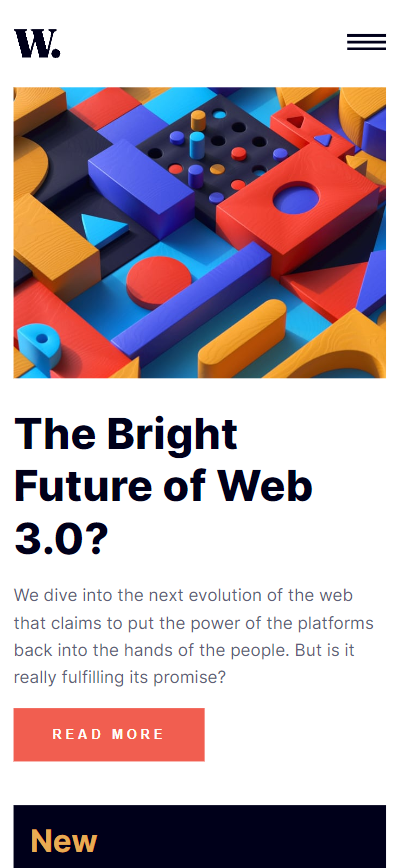 W.
The Bright
Future of Web
3.0?
We dive into the next evolution of the web
that claims to put the power of the platforms
back into the hands of the people. But is it
really fulfilling its promise?
READ MORE
New